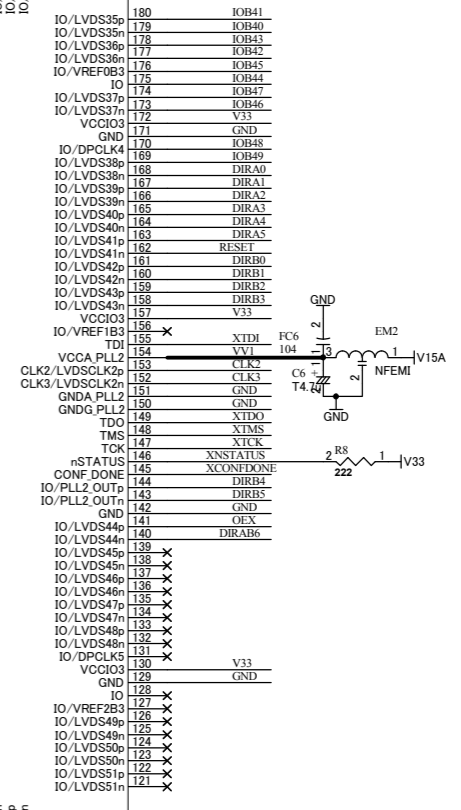 IO/LVDS35p 180 IOB41
IO/LVDS35n 179 IOB40
IO/LVDS36p 178 IOB43
IO/LVDS36n 177 IOB42
IO/VREF0B3 176 IOB45
IO 175 IOB44
IO/LVDS37p 174 IOB47
IO/LVDS37n 173 IOB46
VCCIO3 172 V33
GND 171 GND
IO/DPCLK4 170 IOB48
IO/LVDS38p 169 IOB49
IO/LVDS38n 168 DIRA0
IO/LVDS39p 167 DIRA1
IO/LVDS39n 166 DIRA2
IO/LVDS40p 165 DIRA3
IO/LVDS40n 164 DIRA4
IO/LVDS41p 163 DIRA5
IO/LVDS41n 162 RESET
IO/LVDS42p 161 DIRB0
IO/LVDS42n 160 DIRB1
IO/LVDS43p 159 DIRB2
IO/LVDS43n 158 DIRB3
VCCIO3 157 V33
IO/VREF1B3 156
TDI 155 XTDI
VCCA_PLL2 154 VV1
CLK2/LVDSCLK2p 153 CLK2
CLK3/LVDSCLK2n 152 CLK3
GNDA_PLL2 151 GND
GNDG_PLL2 150 GND
TDO 149 XTDO
TMS 148 XTMS
TCK 147 XTCK
nSTATUS 146 XNSTATUS
CONF_DONE 145 XCONFDONE
IO/PLL2_OUTp 144 DIRB4
IO/PLL2_OUTn 143 DIRB5
GND 142 GND
IO/LVDS44p 141 OEX
IO/LVDS44n 140 DIRAB6
IO/LVDS45p 139
IO/LVDS45n 138
IO/LVDS46p 137
IO/LVDS46n 136
IO/LVDS47p 135
IO/LVDS47n 134
IO/LVDS48p 133
IO/LVDS48n 132
IO/DPCLK5 131
VCCIO3 130 V33
GND 129 GND
IO 128
IO/VREF2B3 127
IO/LVDS49p 126
IO/LVDS49n 125
IO/LVDS50p 124
IO/LVDS50n 123
IO/LVDS51p 122
IO/LVDS51n 121
GND
2
FC6
104
1
EM2
3
1
V15A
NFEMI
2
C6
1
+
2
GND
R8
2
1
V33
222